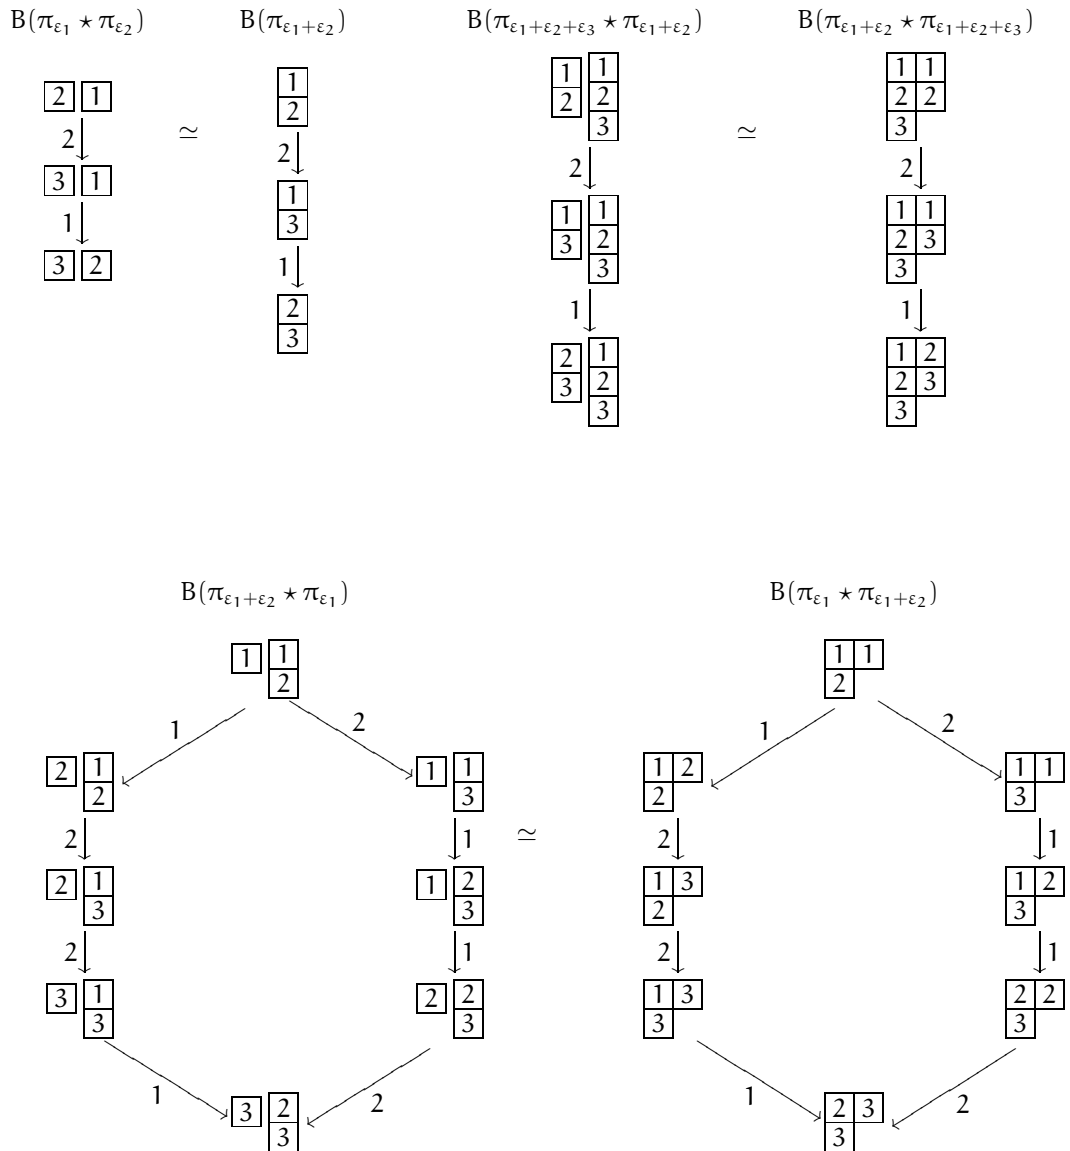 B(π_{ε₁} ⋆ π_{ε₂}) B(π_{ε₁+ε₂}) B(π_{ε₁+ε₂+ε₃} ⋆ π_{ε₁+ε₂}) B(π_{ε₁+ε₂} ⋆ π_{ε₁+ε₂+ε₃})
1 1 1 1 1
2 1 2 2 2 2
2 3 3
2 ≃ 2 ≃
2 2
3 1 1 1 1 1 1
3 2 2 3
1 3 3 3
1
3 2 1 1
2 1 1 2
3 2 3 2 2 3
3 3
B(π_{ε₁+ε₂} ⋆ π_{ε₁}) B(π_{ε₁} ⋆ π_{ε₁+ε₂})
1 1 1 1
2 2
1 2 1 2
2 1 1 1 1 2 1 1
2 3 2 3
2 1 ≃ 2 1
2 1 1 2 1 3 1 2
3 3 2 3
2 1 2 1
3 1 2 2 1 3 2 2
3 3 3 3
1 2 1 2
3 2 2 3
3 3